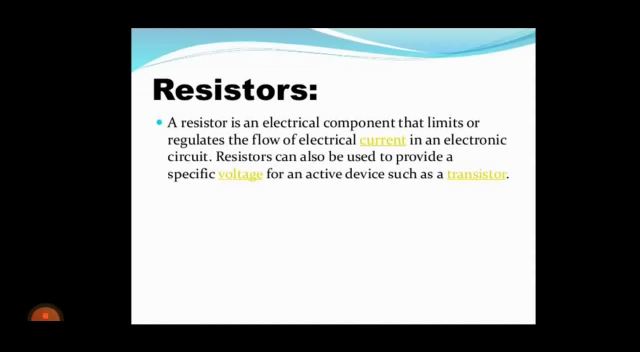 Resistors:
A resistor is an electrical component that limits or
regulates the flow of electrical current in an electronic
circuit. Resistors can also be used to provide a
specific voltage for an active device such as a transistor.